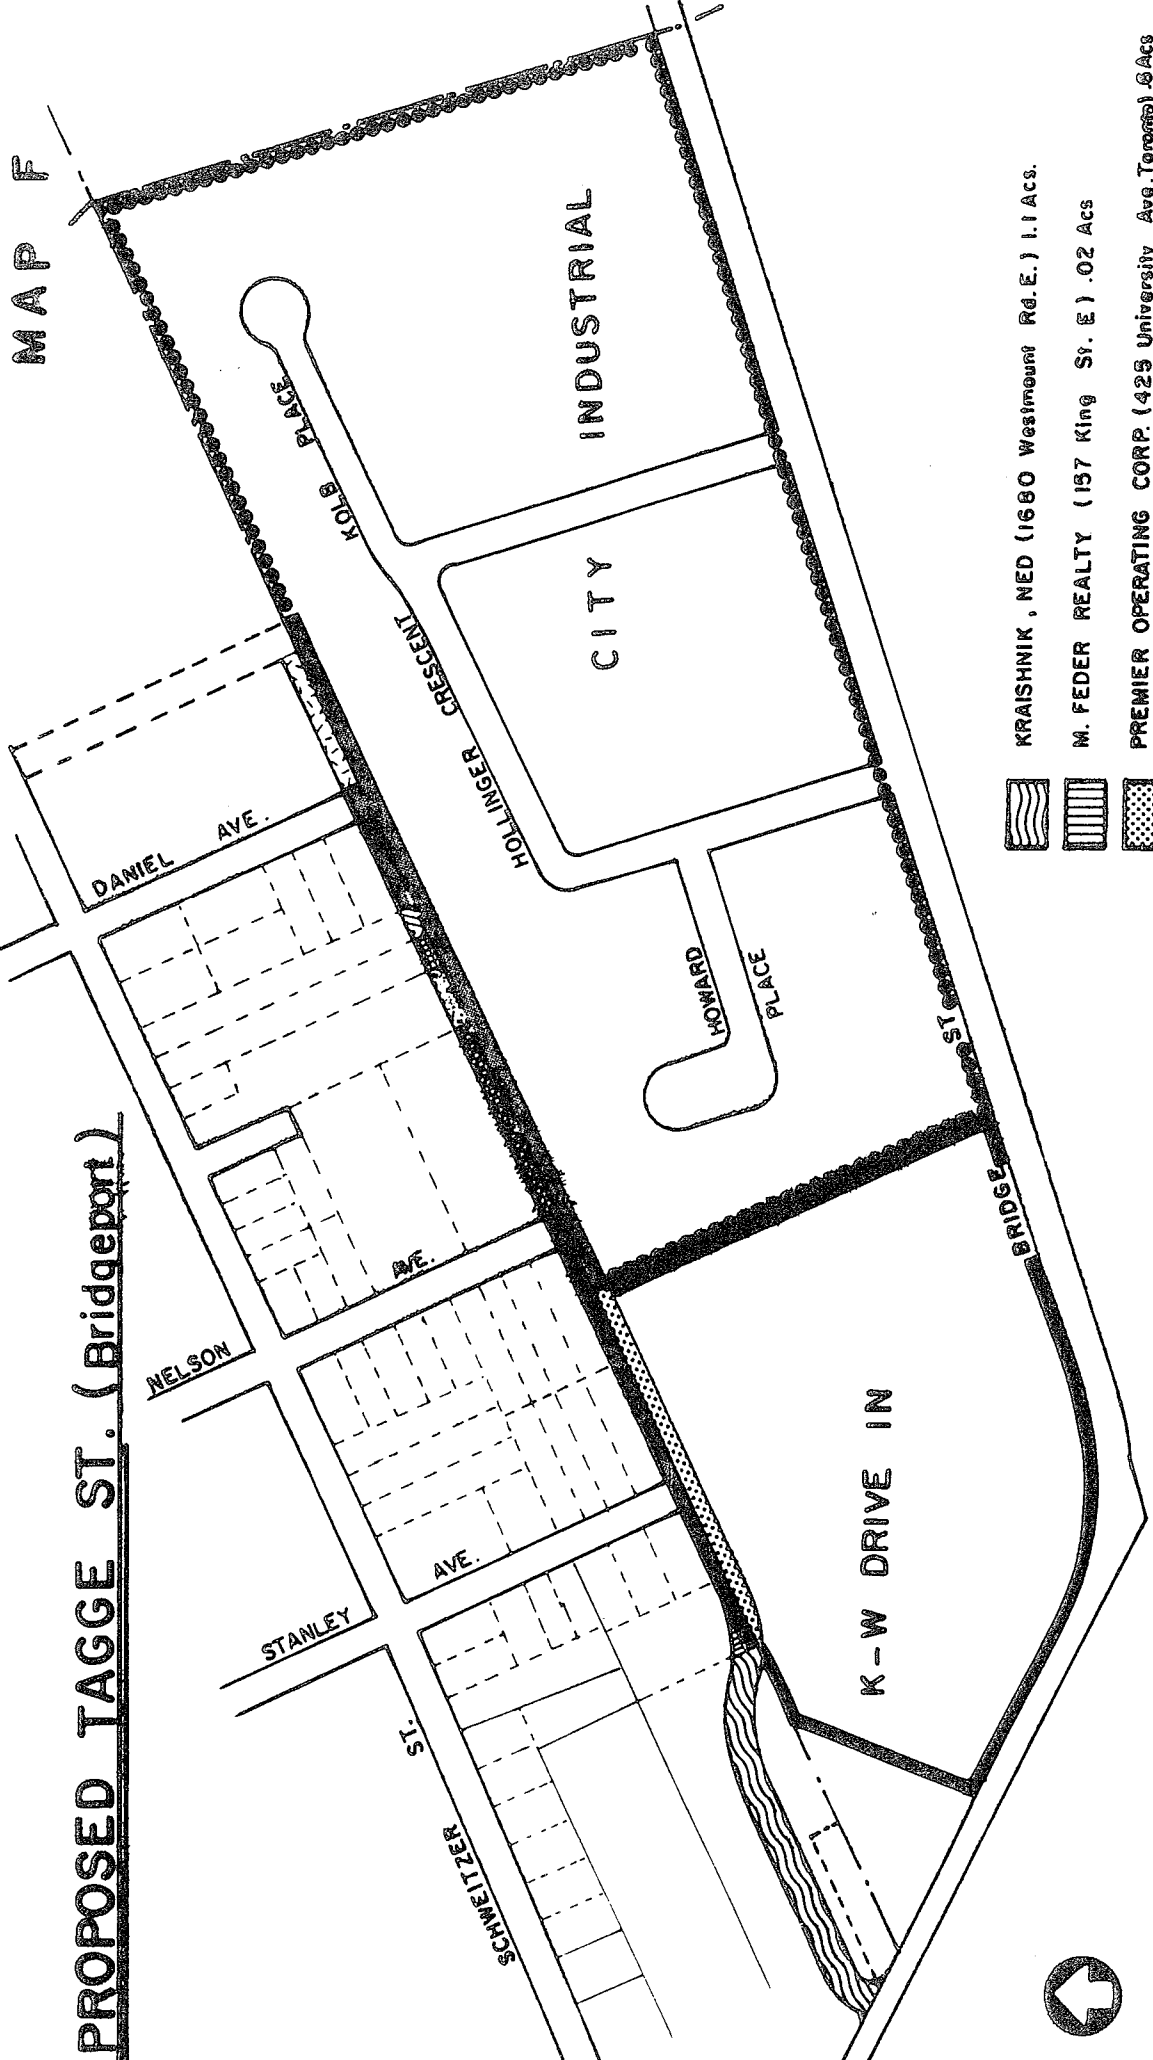 MAP F
PROPOSED TAGGE ST. (Bridgeport)
DANIEL AVE.
NELSON AVE.
STANLEY AVE.
SCHWEITZER ST.
KOLB PLACE
HOLLINGER CRESCENT
HOWARD
PLACE
CITY INDUSTRIAL
BRIDGE ST
K-W DRIVE IN
KRAISHNIK, NED (1680 Westmount Rd. E.) 1.1 Acs.
M. FEDER REALTY (157 King St. E) .02 Acs
PREMIER OPERATING CORP. (425 University Ave. Toronto) .8 Acs